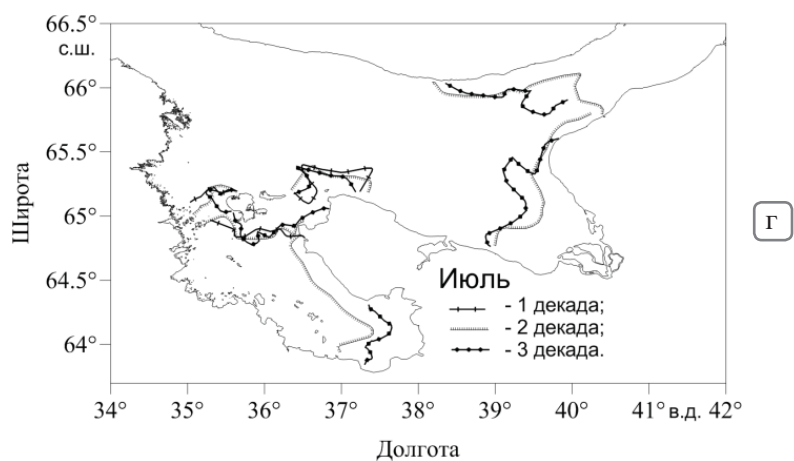 66.5°
с.ш.
66°
65.5°
65°
64.5°
64°
Широта
Июль
- 1 декада;
- 2 декада;
- 3 декада.
34° 35° 36° 37° 39° 40° 41° в.д. 42°
Долгота
Г